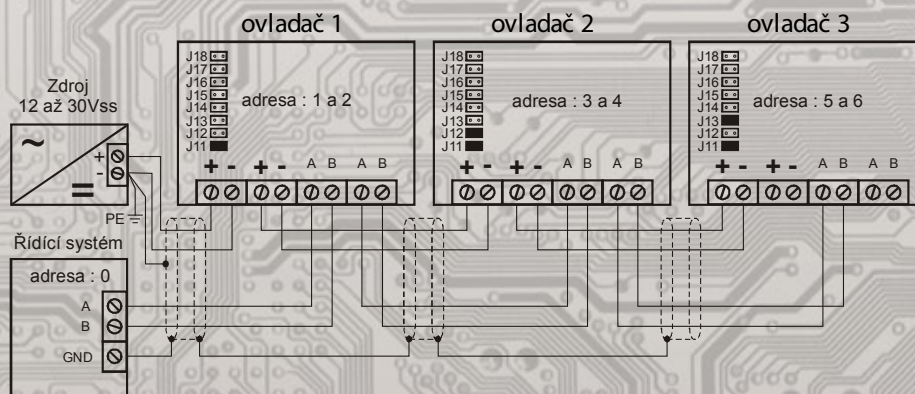 ovladač 1
ovladač 2
ovladač 3
Zdroj
12 až 30Vss
~
=
+
-
PE
Řídící systém
adresa : 0
A
B
GND
J18
J17
J16
J15
J14
J13
J12
J11
adresa : 1 a 2
+ - + - A B A B
J18
J17
J16
J15
J14
J13
J12
J11
adresa : 3 a 4
+ - + - A B A B
J18
J17
J16
J15
J14
J13
J12
J11
adresa : 5 a 6
+ - + - A B A B